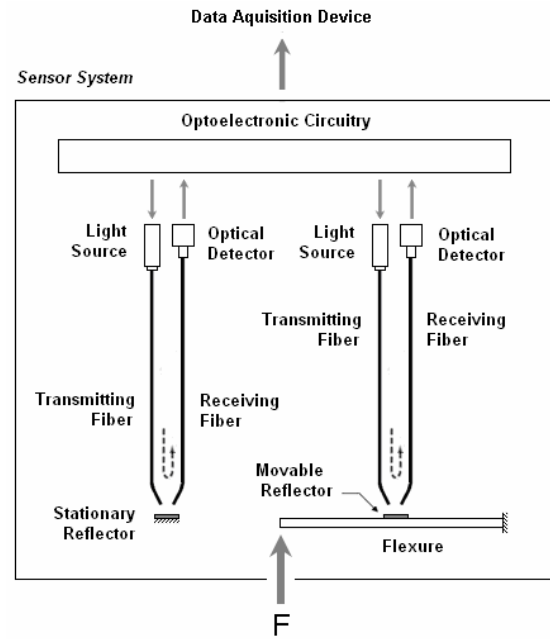 Data Aquisition Device
Sensor System
Optoelectronic Circuitry
Light
Source
Optical
Detector
Light
Source
Optical
Detector
Transmitting
Fiber
Receiving
Fiber
Transmitting
Fiber
Receiving
Fiber
Movable
Reflector
Stationary
Reflector
Flexure
F